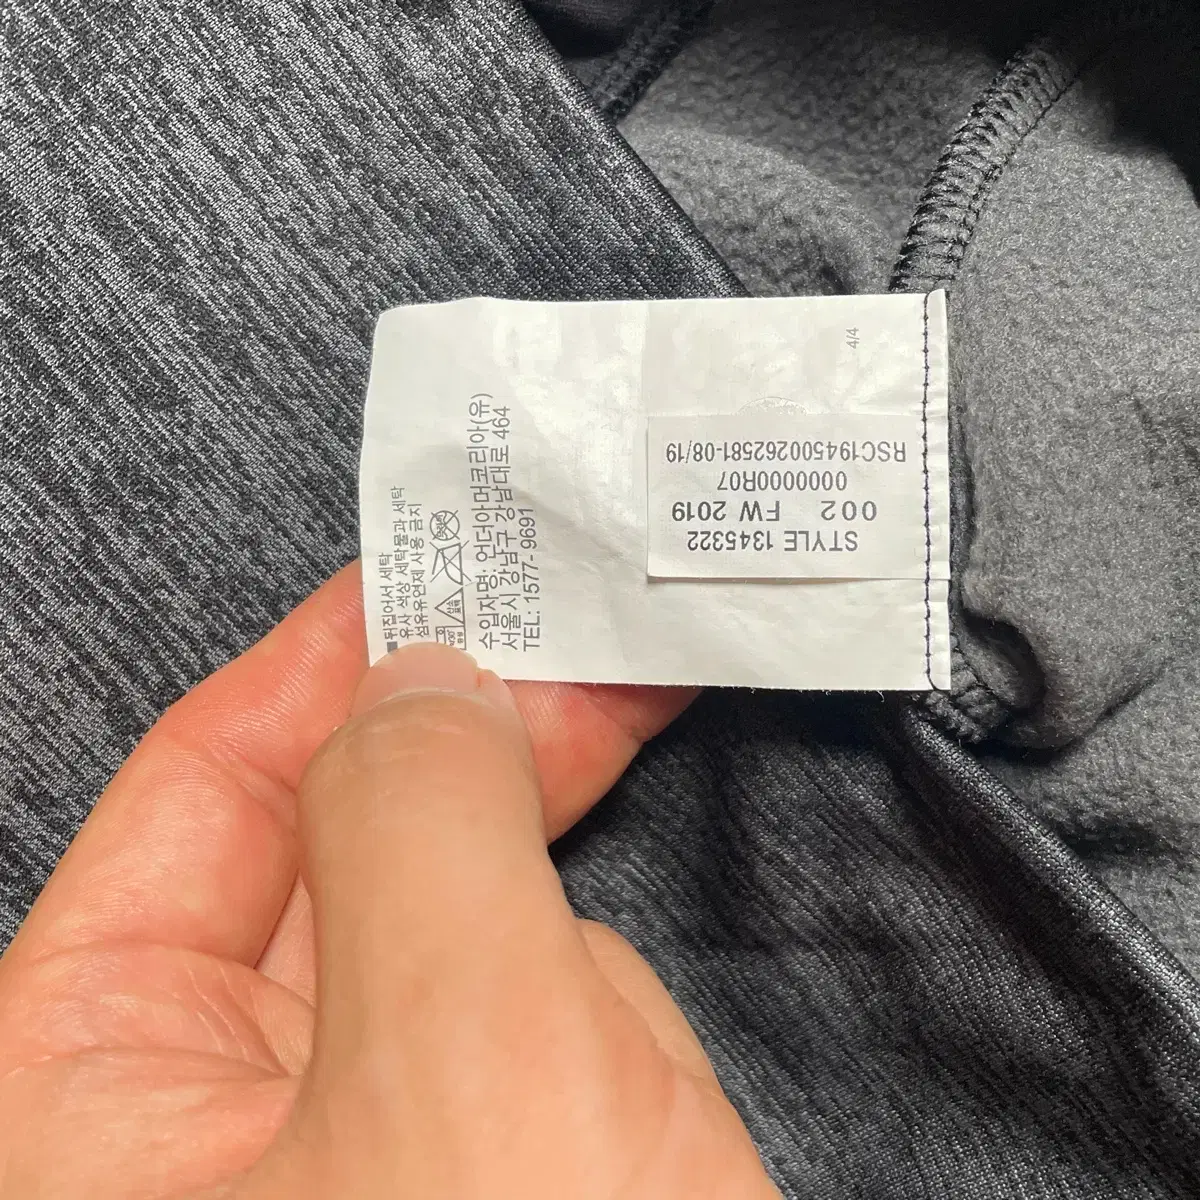 ■뒤집어서 세탁
유사 색상 세탁물과 세탁
섬유유연제 사용 금지
수입자명: 언더아머코리아(유)
서울시 강남구 강남대로 464
TEL: 1577-9691
4/4
STYLE 1345322
002 FW 2019
0000000R07
RSC194500262581-08/19